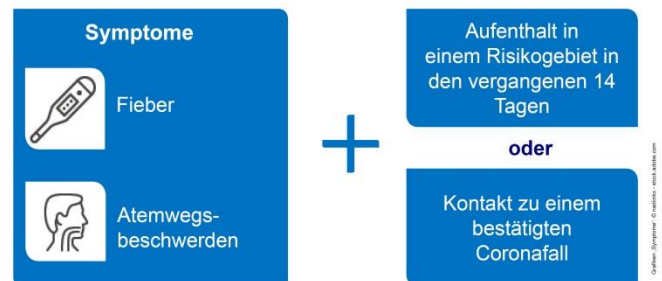 Symptome
Fieber
Atemwegs-
beschwerden
+
Aufenthalt in
einem Risikogebiet in
den vergangenen 14
Tagen
oder
Kontakt zu einem
bestätigten
Coronafall